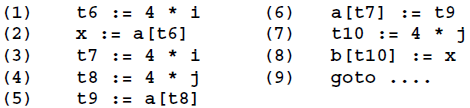 (1) t6 := 4 * i
(2) x := a[t6]
(3) t7 := 4 * i
(4) t8 := 4 * j
(5) t9 := a[t8]
(6) a[t7] := t9
(7) t10 := 4 * j
(8) b[t10] := x
(9) goto ....